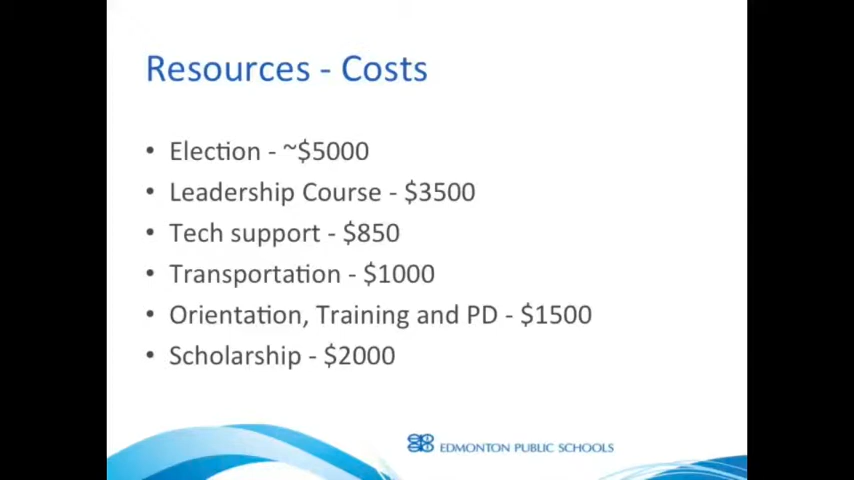 Resources - Costs
• Election - ~$5000
• Leadership Course - $3500
• Tech support - $850
• Transportation - $1000
• Orientation, Training and PD - $1500
• Scholarship - $2000
EDMONTON PUBLIC SCHOOLS